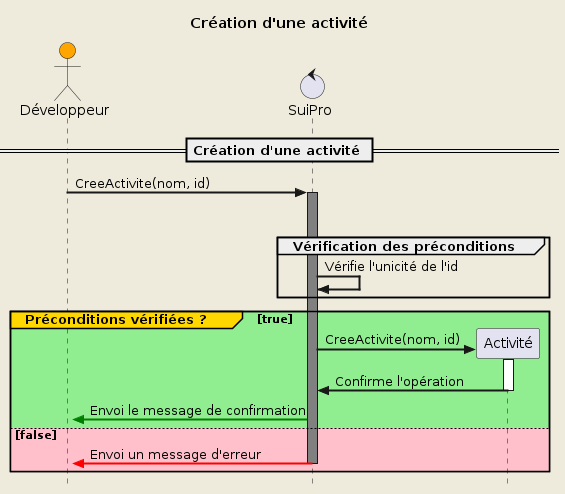 Création d'une activité
Développeur
SuiPro
Création d'une activité
CreeActivite(nom, id)
Vérification des préconditions
Vérifie l'unicité de l'id
Préconditions vérifiées ?
[true]
CreeActivite(nom, id)
Activité
Confirme l'opération
Envoi le message de confirmation
[false]
Envoi un message d'erreur